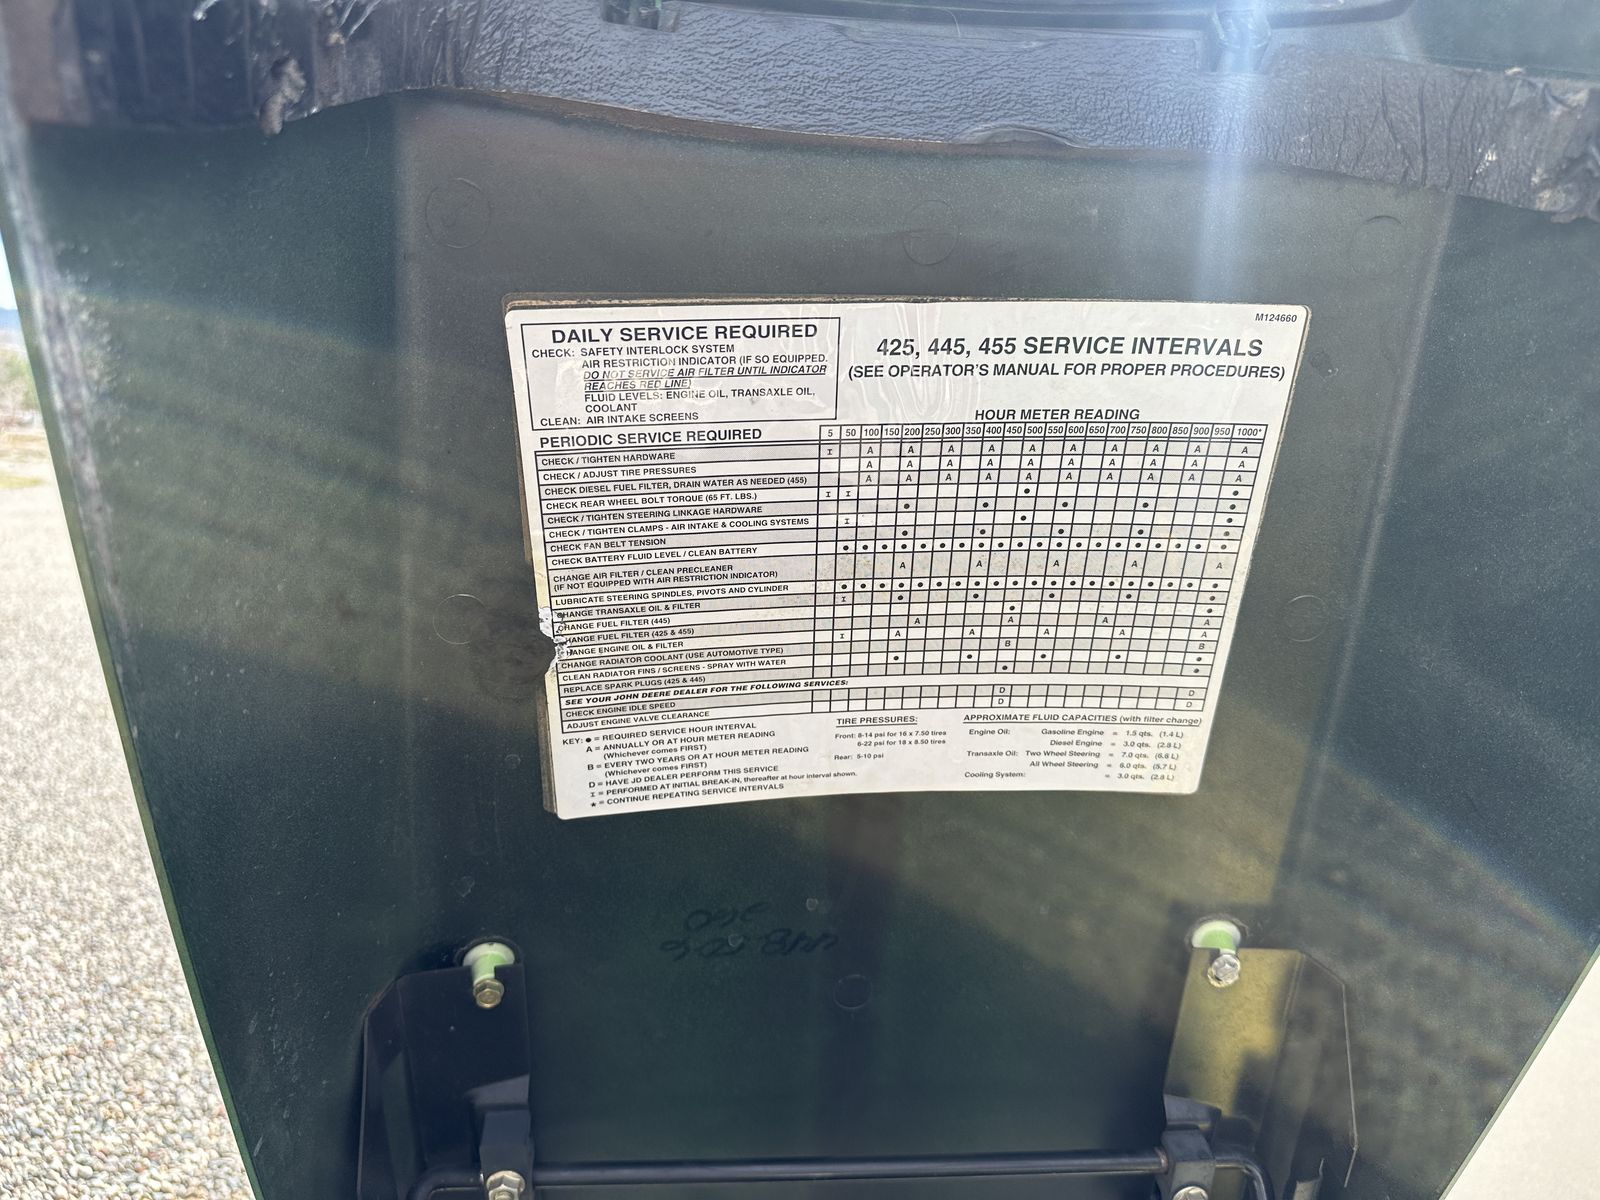 M124660
DAILY SERVICE REQUIRED
CHECK: SAFETY INTERLOCK SYSTEM
AIR RESTRICTION INDICATOR (IF SO EQUIPPED.
DO NOT SERVICE AIR FILTER UNTIL INDICATOR
REACHES RED LINE)
FLUID LEVELS: ENGINE OIL, TRANSAXLE OIL,
COOLANT
CLEAN: AIR INTAKE SCREENS
425, 445, 455 SERVICE INTERVALS
(SEE OPERATOR'S MANUAL FOR PROPER PROCEDURES)
HOUR METER READING
PERIODIC SERVICE REQUIRED 5 50 100 150 200 250 300 350 400 450 500 550 600 650 700 750 800 850 900 950 1000*
CHECK / TIGHTEN HARDWARE I A A A A A A A A A A
CHECK / ADJUST TIRE PRESSURES A A A A A A A A A A
CHECK DIESEL FUEL FILTER, DRAIN WATER AS NEEDED (455) A A A A A A A A A A
CHECK REAR WHEEL BOLT TORQUE (65 FT. LBS.) I I • •
CHECK / TIGHTEN STEERING LINKAGE HARDWARE • • • • •
CHECK / TIGHTEN CLAMPS - AIR INTAKE & COOLING SYSTEMS I • •
CHECK FAN BELT TENSION • • • • •
CHECK BATTERY FLUID LEVEL / CLEAN BATTERY • • • • • • • • • • • • • • • • • • • •
CHANGE AIR FILTER / CLEAN PRECLEANER
(IF NOT EQUIPPED WITH AIR RESTRICTION INDICATOR) A A A A A
LUBRICATE STEERING SPINDLES, PIVOTS AND CYLINDER • • • • • • • • • • • • • • • • • • • •
CHANGE TRANSAXLE OIL & FILTER I • • • • •
CHANGE FUEL FILTER (445) • •
HANGE FUEL FILTER (425 & 455) A A A A
HANGE ENGINE OIL & FILTER I A A A A A
CHANGE RADIATOR COOLANT (USE AUTOMOTIVE TYPE) B B
CLEAN RADIATOR FINS / SCREENS - SPRAY WITH WATER • • • • •
REPLACE SPARK PLUGS (425 & 445) • •
SEE YOUR JOHN DEERE DEALER FOR THE FOLLOWING SERVICES:
CHECK ENGINE IDLE SPEED D D
ADJUST ENGINE VALVE CLEARANCE D D
KEY: • = REQUIRED SERVICE HOUR INTERVAL
A = ANNUALLY OR AT HOUR METER READING
(Whichever comes FIRST)
B = EVERY TWO YEARS OR AT HOUR METER READING
(Whichever comes FIRST)
D = HAVE JD DEALER PERFORM THIS SERVICE
I = PERFORMED AT INITIAL BREAK-IN, thereafter at hour interval shown.
* = CONTINUE REPEATING SERVICE INTERVALS
TIRE PRESSURES:
Front: 8-14 psi for 16 x 7.50 tires
6-22 psi for 18 x 8.50 tires
Rear: 5-10 psi
APPROXIMATE FLUID CAPACITIES (with filter change)
Engine Oil: Gasoline Engine = 1.5 qts. (1.4 L)
Diesel Engine = 3.0 qts. (2.8 L)
Transaxle Oil: Two Wheel Steering = 7.0 qts. (6.6 L)
All Wheel Steering = 6.0 qts. (5.7 L)
Cooling System: = 3.0 qts. (2.8 L)